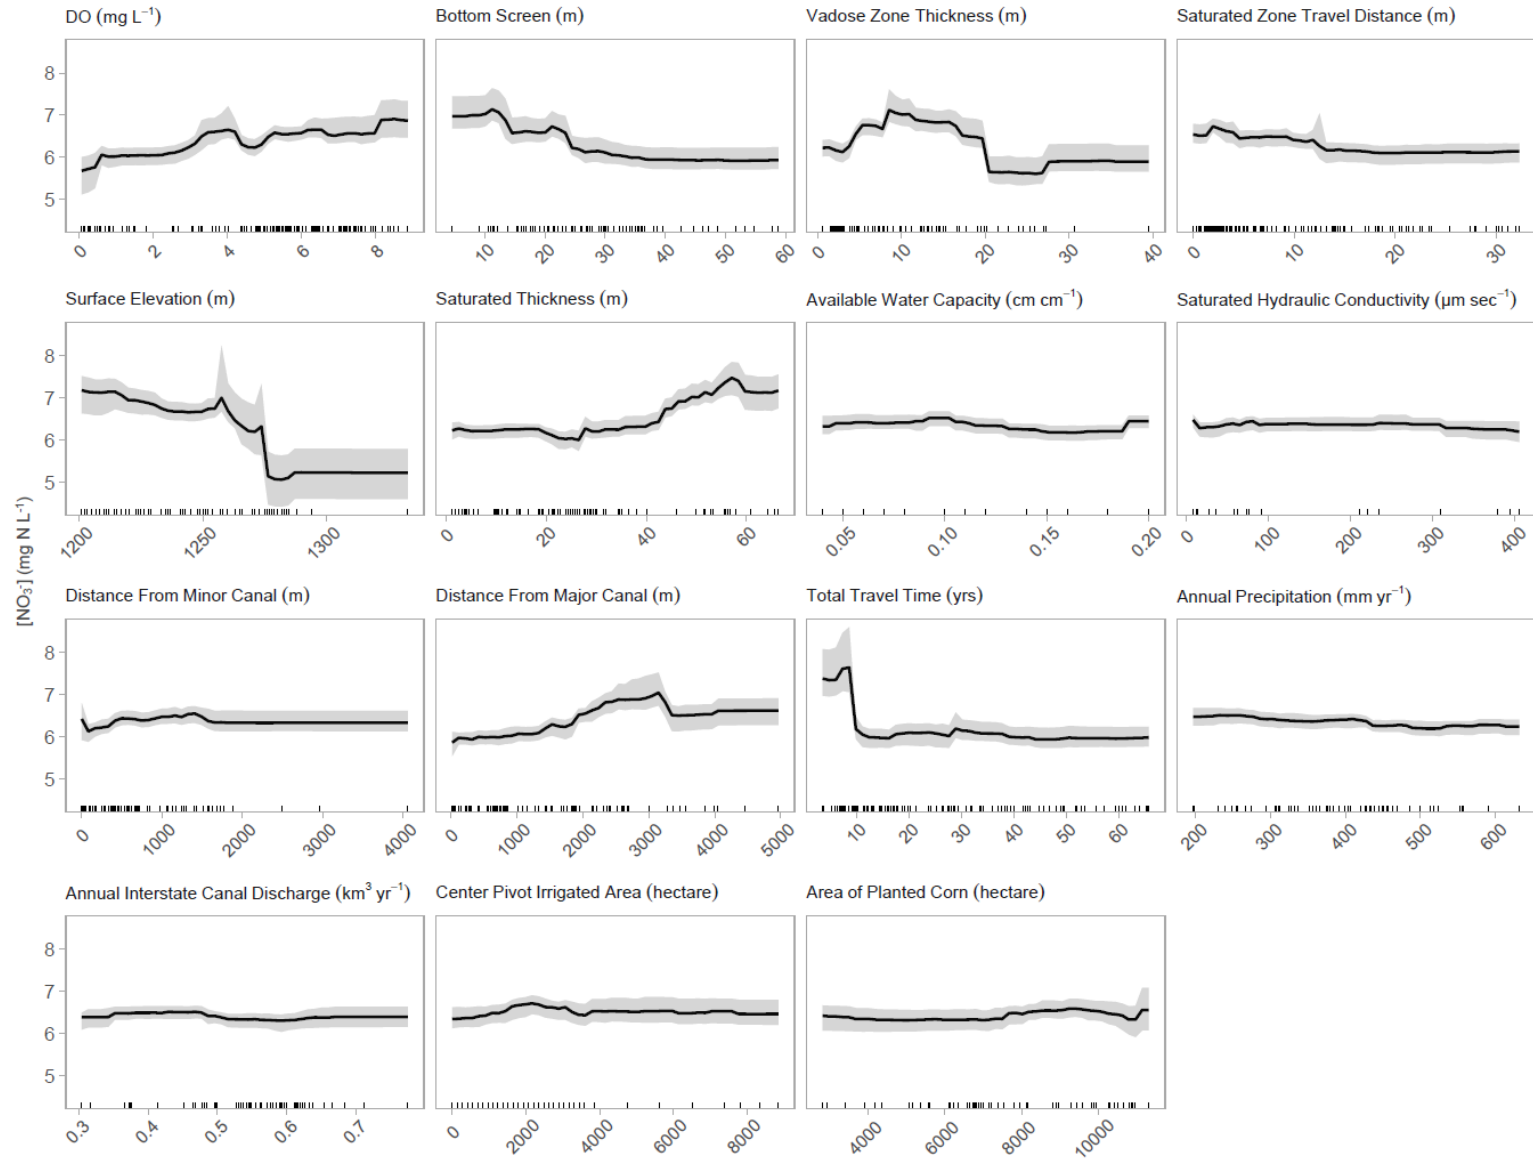 DO (mg L⁻¹) Bottom Screen (m) Vadose Zone Thickness (m) Saturated Zone Travel Distance (m)
8
7
6
5
0 2 4 6 8 10 20 30 40 50 60 0 10 20 30 40 0 10 20 30
Surface Elevation (m) Saturated Thickness (m) Available Water Capacity (cm cm⁻¹) Saturated Hydraulic Conductivity (µm sec⁻¹)
8
7
6
5
1200 1250 1300 0 20 40 60 0.05 0.10 0.15 0.20 0 100 200 300 400
[NO₃⁻] (mg N L⁻¹)
Distance From Minor Canal (m) Distance From Major Canal (m) Total Travel Time (yrs) Annual Precipitation (mm yr⁻¹)
8
7
6
5
0 1000 2000 3000 4000 0 1000 2000 3000 4000 5000 10 20 30 40 50 60 200 300 400 500 600
Annual Interstate Canal Discharge (km³ yr⁻¹) Center Pivot Irrigated Area (hectare) Area of Planted Corn (hectare)
8
7
6
5
0.3 0.4 0.5 0.6 0.7 0 2000 4000 6000 8000 4000 6000 8000 10000